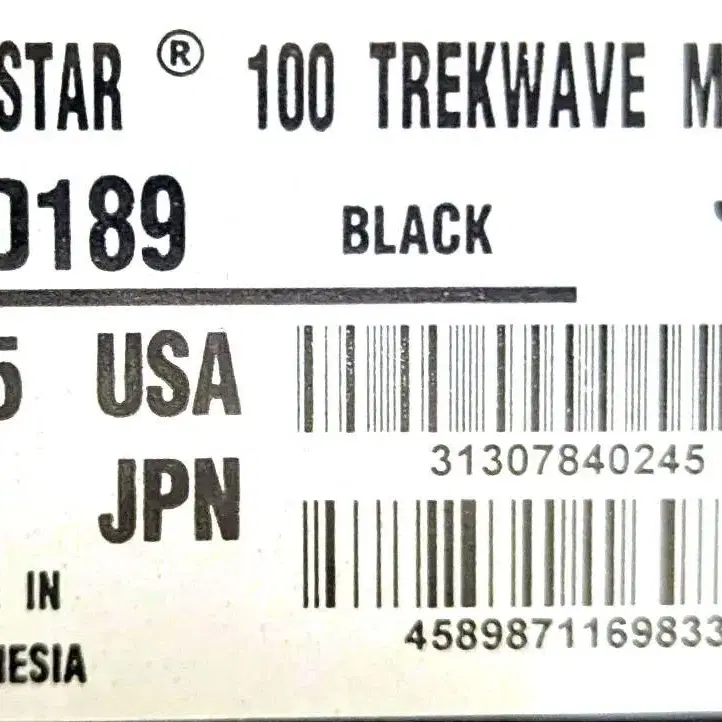 STAR ® 100 TREKWAVE M
D189 BLACK
5 USA
31307840245
JPN
IN
NESIA
4589871169833